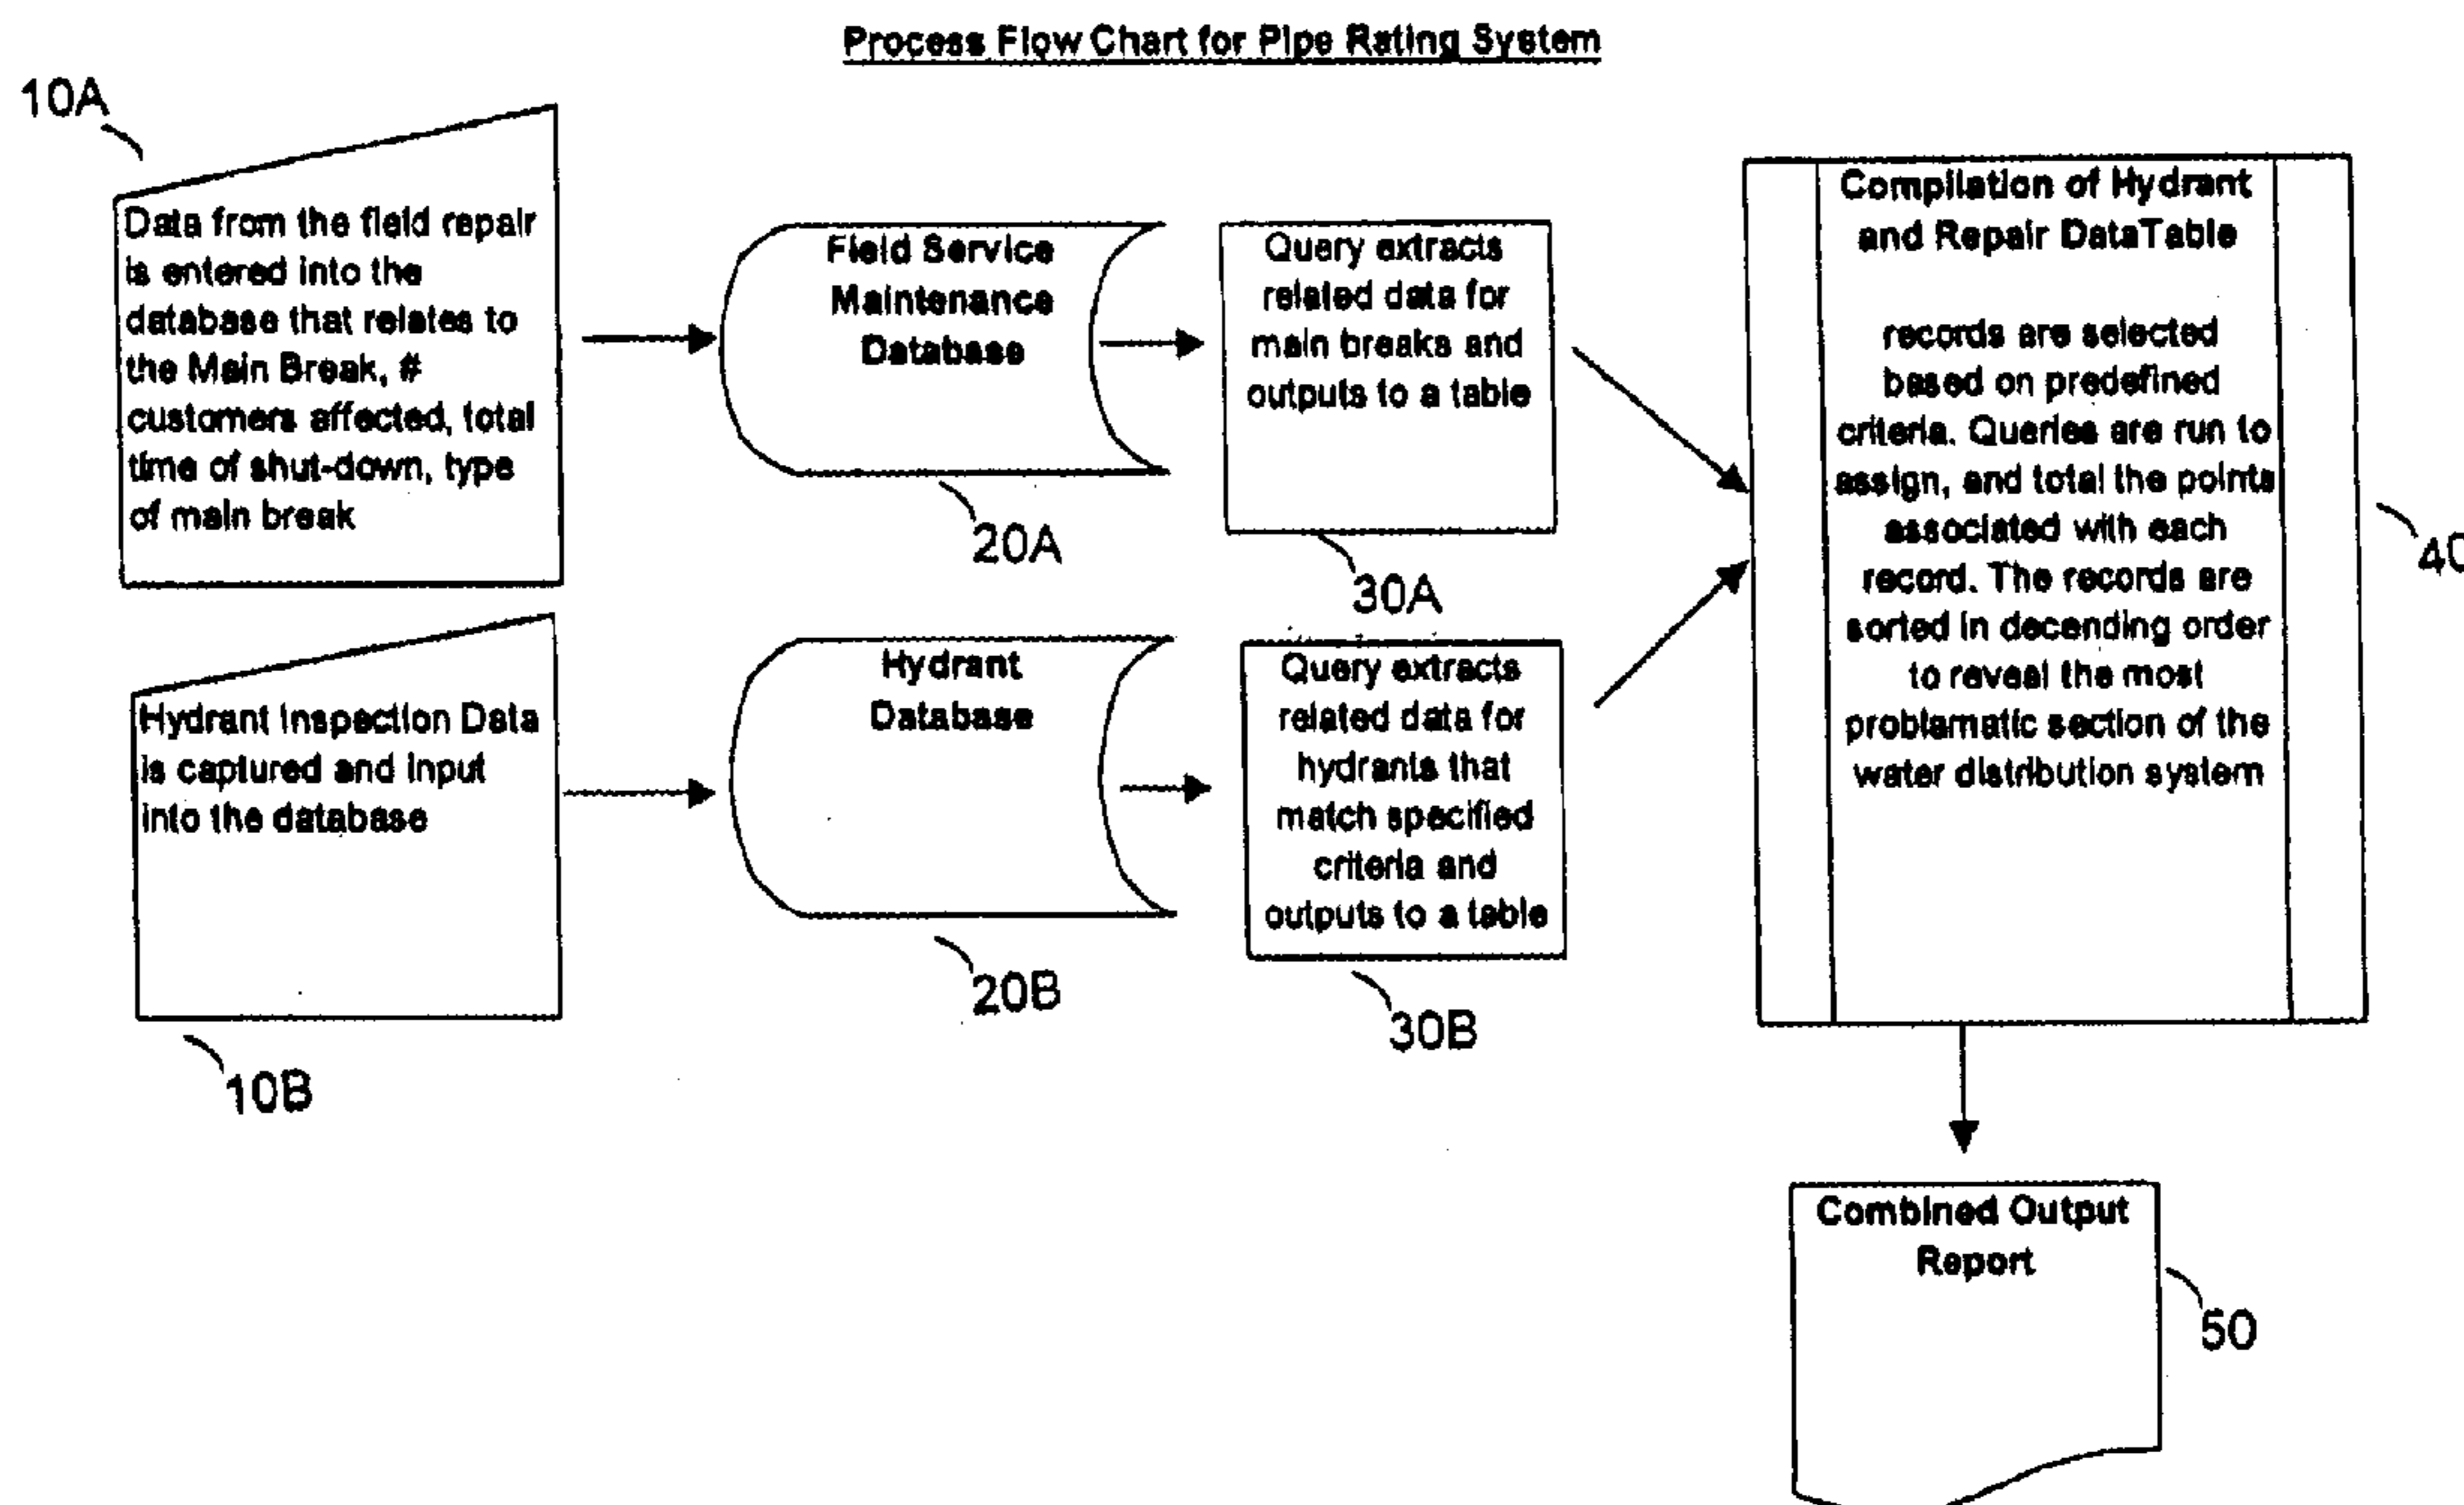 Process Flow Chart for Pipe Rating System
10A
Data from the field repair
is entered into the
database that relates to
the Main Break, #
customers affected, total
time of shut-down, type
of main break
Field Service
Maintenance
Database
20A
Query extracts
related data for
main breaks and
outputs to a table
30A
Hydrant Inspection Data
is captured and input
into the database
10B
Hydrant
Database
20B
Query extracts
related data for
hydrants that
match specified
criteria and
outputs to a table
30B
Compilation of Hydrant
and Repair DataTable
records are selected
based on predefined
criteria. Queries are run to
assign, and total the points
associated with each
record. The records are
sorted in decending order
to reveal the most
problamatic section of the
water distribution system
40
Combined Output
Report
50